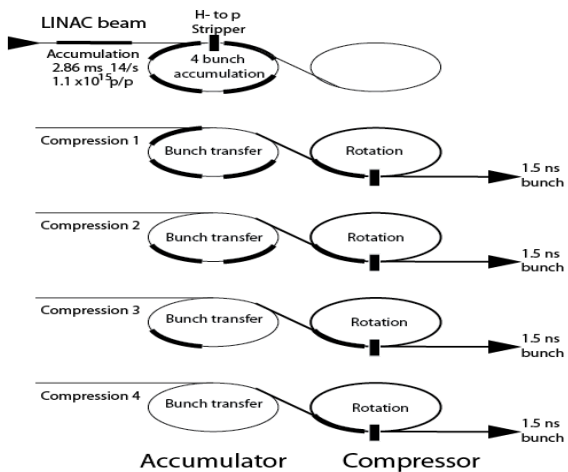 LINAC beam
H- to p
Stripper
Accumulation
2.86 ms 14/s
1.1 x10^15 p/p
4 bunch
accumulation
Compression 1
Bunch transfer
Rotation
1.5 ns
bunch
Compression 2
Bunch transfer
Rotation
1.5 ns
bunch
Compression 3
Bunch transfer
Rotation
1.5 ns
bunch
Compression 4
Bunch transfer
Rotation
1.5 ns
bunch
Accumulator
Compressor